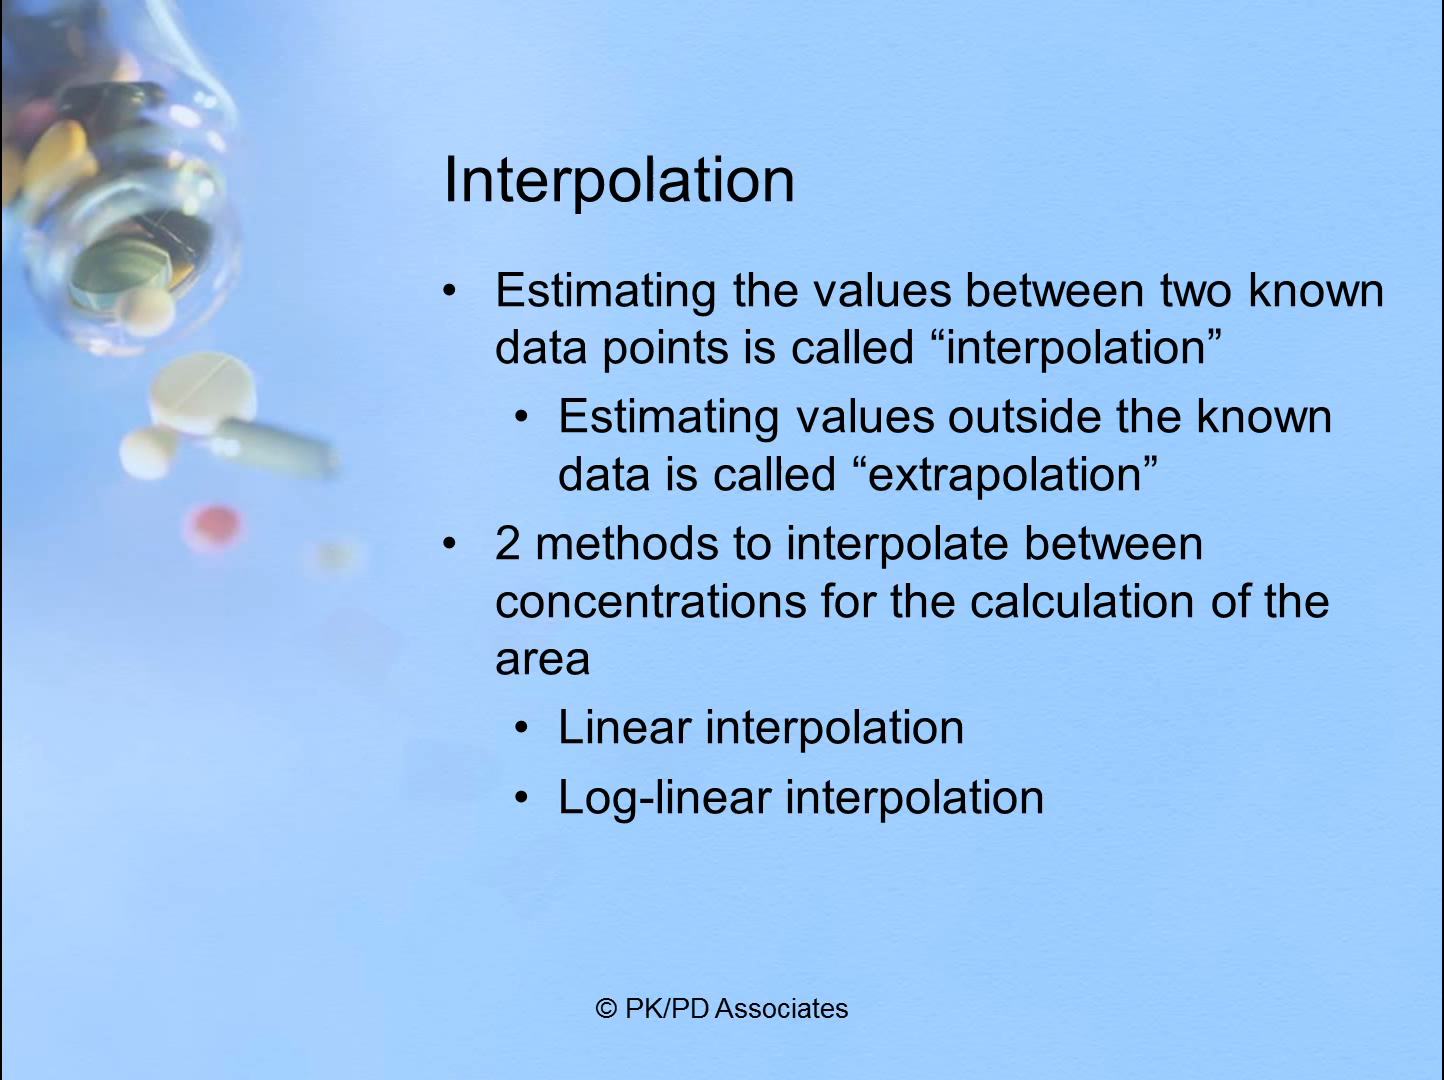 Interpolation
• Estimating the values between two known
data points is called “interpolation”
• Estimating values outside the known
data is called “extrapolation”
• 2 methods to interpolate between
concentrations for the calculation of the
area
• Linear interpolation
• Log-linear interpolation
© PK/PD Associates